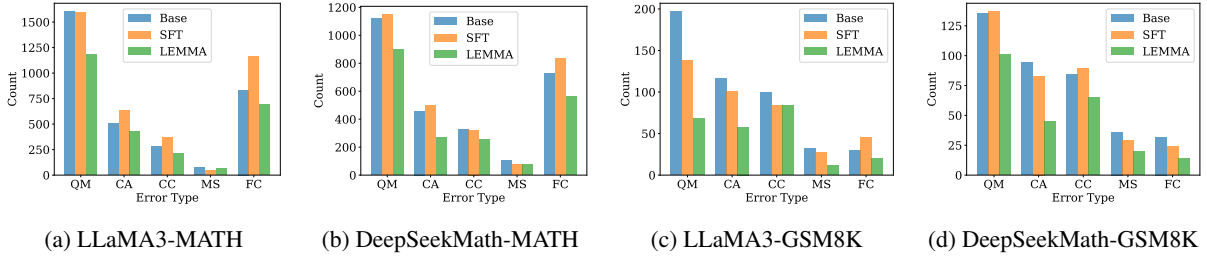 Count
1500
1250
1000
750
500
250
0
Base
SFT
LEMMA
QM CA CC MS FC
Error Type
(a) LLaMA3-MATH
Count
1200
1000
800
600
400
200
0
Base
SFT
LEMMA
QM CA CC MS FC
Error Type
(b) DeepSeekMath-MATH
Count
200
150
100
50
0
Base
SFT
LEMMA
QM CA CC MS FC
Error Type
(c) LLaMA3-GSM8K
Count
125
100
75
50
25
0
Base
SFT
LEMMA
QM CA CC MS FC
Error Type
(d) DeepSeekMath-GSM8K